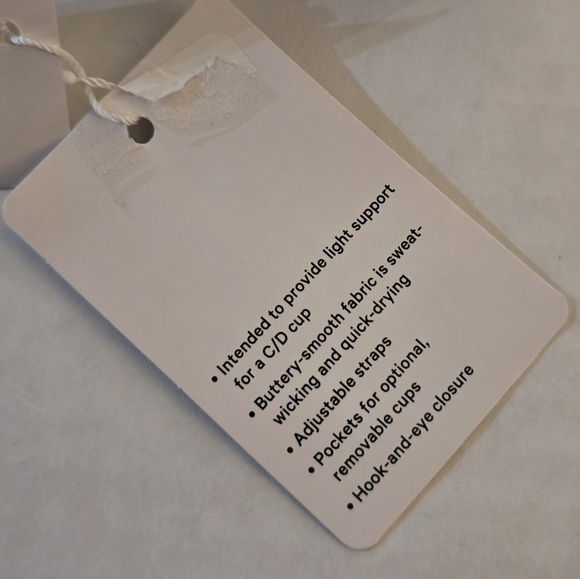 • Intended to provide light support
for a C/D cup
• Buttery-smooth fabric is sweat-
wicking and quick-drying
• Adjustable straps
• Pockets for optional,
removable cups
• Hook-and-eye closure